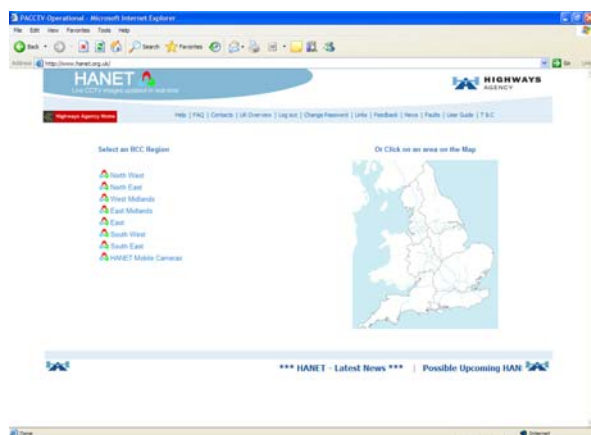 PACCTV-Operational - Microsoft Internet Explorer
File Edit View Favorites Tools Help
Back Search Favorites
Address http://www.hanet.org.uk/ Go
HANET
Live CCTV images updated in real-time
HIGHWAYS
AGENCY
Highways Agency Home
Help | FAQ | Contacts | UK Overview | Log out | Change Password | Links | Feedback | News | Faults | User Guide | T & C
Select an RCC Region
Or Click on an area on the Map
North West
North East
West Midlands
East Midlands
East
South West
South East
HANET Mobile Cameras
*** HANET - Latest News *** | Possible Upcoming HAN
Done
Internet